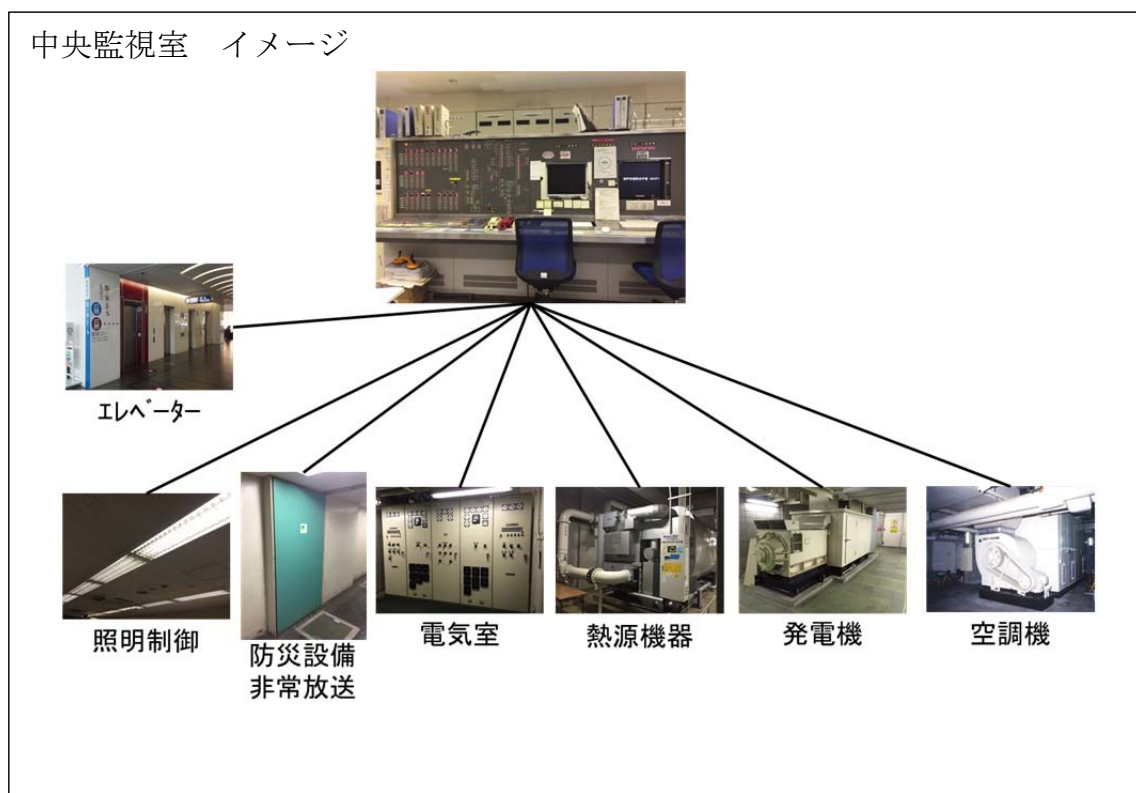 中央監視室　イメージ
エレベーター
照明制御
防災設備
非常放送
電気室
熱源機器
発電機
空調機